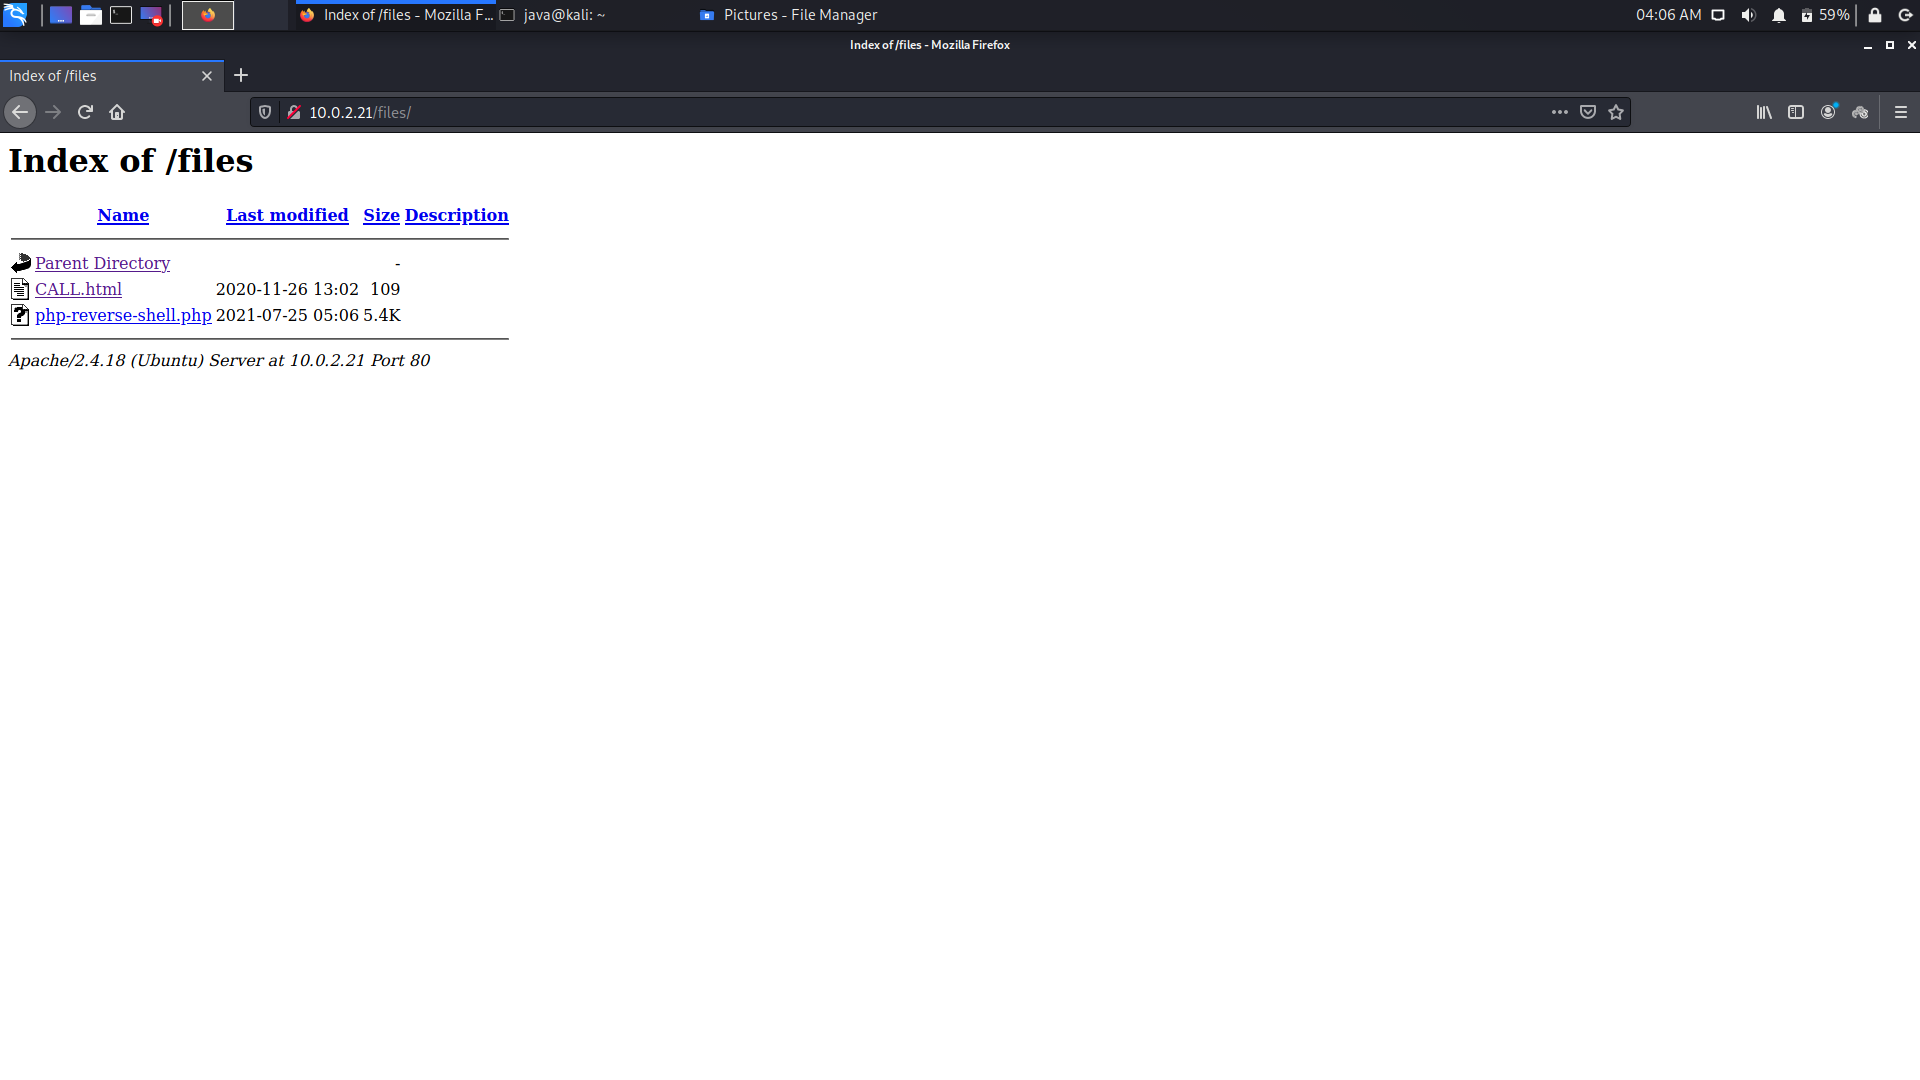 Index of /files - Mozilla F... java@kali: ~ Pictures - File Manager 04:06 AM 59%
Index of /files - Mozilla Firefox
Index of /files
10.0.2.21/files/
Index of /files
Name Last modified Size Description
Parent Directory -
CALL.html 2020-11-26 13:02 109
php-reverse-shell.php 2021-07-25 05:06 5.4K
Apache/2.4.18 (Ubuntu) Server at 10.0.2.21 Port 80